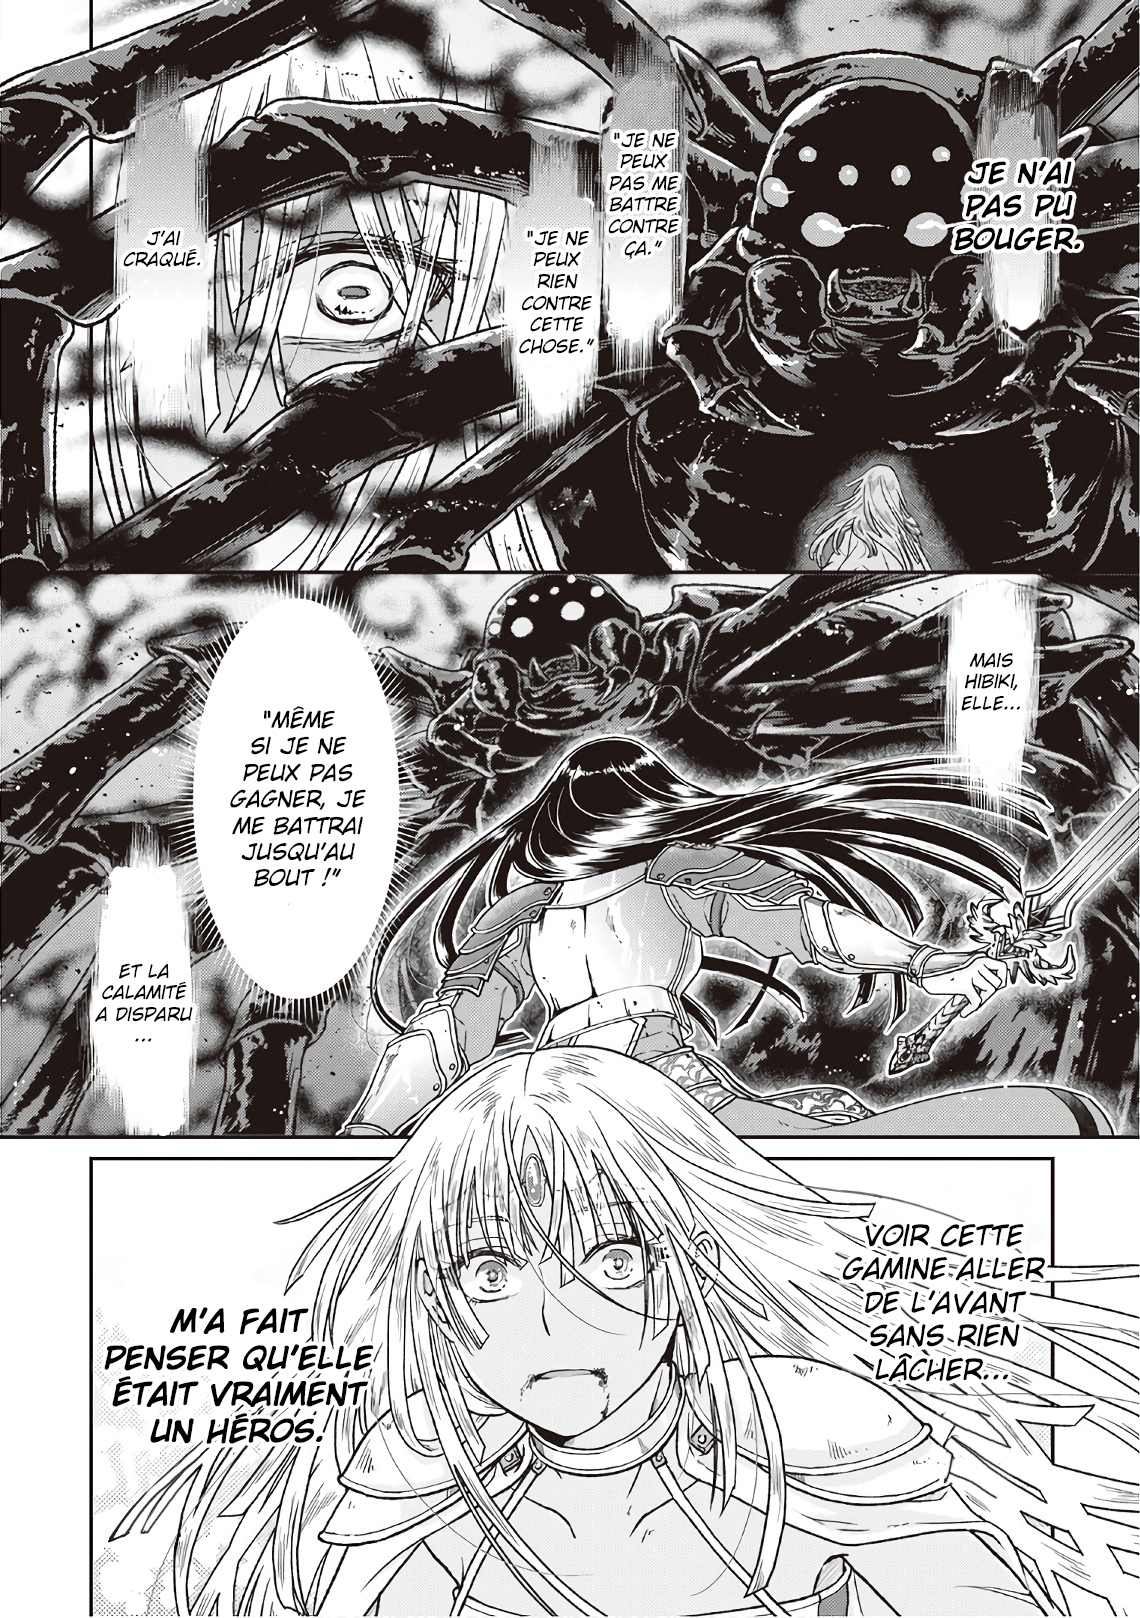 JE N'AI
PAS PU
BOUGER.
"JE NE
PEUX
PAS ME
BATTRE
CONTRE
ÇA."
"JE NE
PEUX
RIEN
CONTRE
CETTE
CHOSE."
J'AI
CRAQUÉ.
MAIS
HIBIKI,
ELLE...
"MÊME
SI JE NE
PEUX PAS
GAGNER, JE
ME BATTRAI
JUSQU'AU
BOUT !"
ET LA
CALAMITÉ
A DISPARU
...
VOIR CETTE
GAMINE ALLER
DE L'AVANT
SANS RIEN
LÂCHER...
M'A FAIT
PENSER QU'ELLE
ÉTAIT VRAIMENT
UN HÉROS.